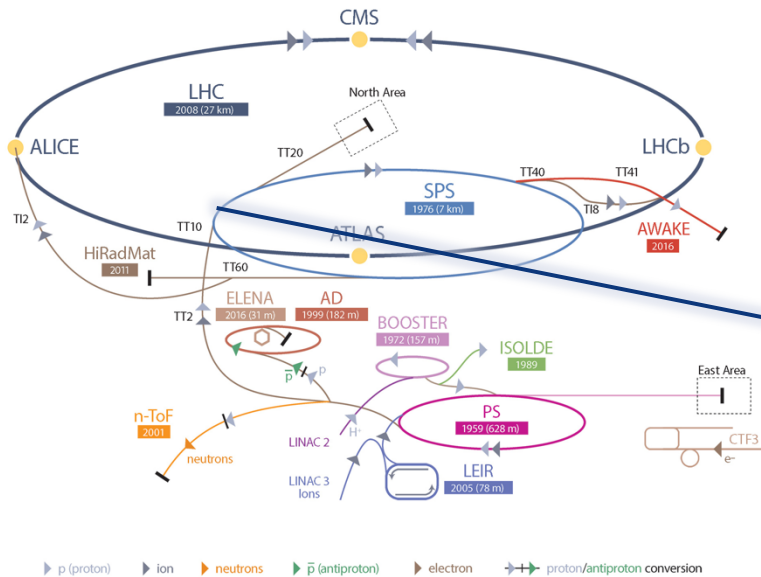 CMS
LHC
2008 (27 km)
North Area
ALICE
LHCb
TT20
TT40
TT41
SPS
1976 (7 km)
TI8
TI2
TT10
AWAKE
2016
ATLAS
HiRadMat
2011
TT60
ELENA
2016 (31 m)
AD
1999 (182 m)
TT2
BOOSTER
1972 (157 m)
ISOLDE
1989
p
p̅
East Area
n-ToF
2001
PS
1959 (628 m)
H⁺
LINAC 2
neutrons
CTF3
e⁻
LEIR
2005 (78 m)
LINAC 3
Ions
p (proton)
ion
neutrons
p̅ (antiproton)
electron
proton/antiproton conversion